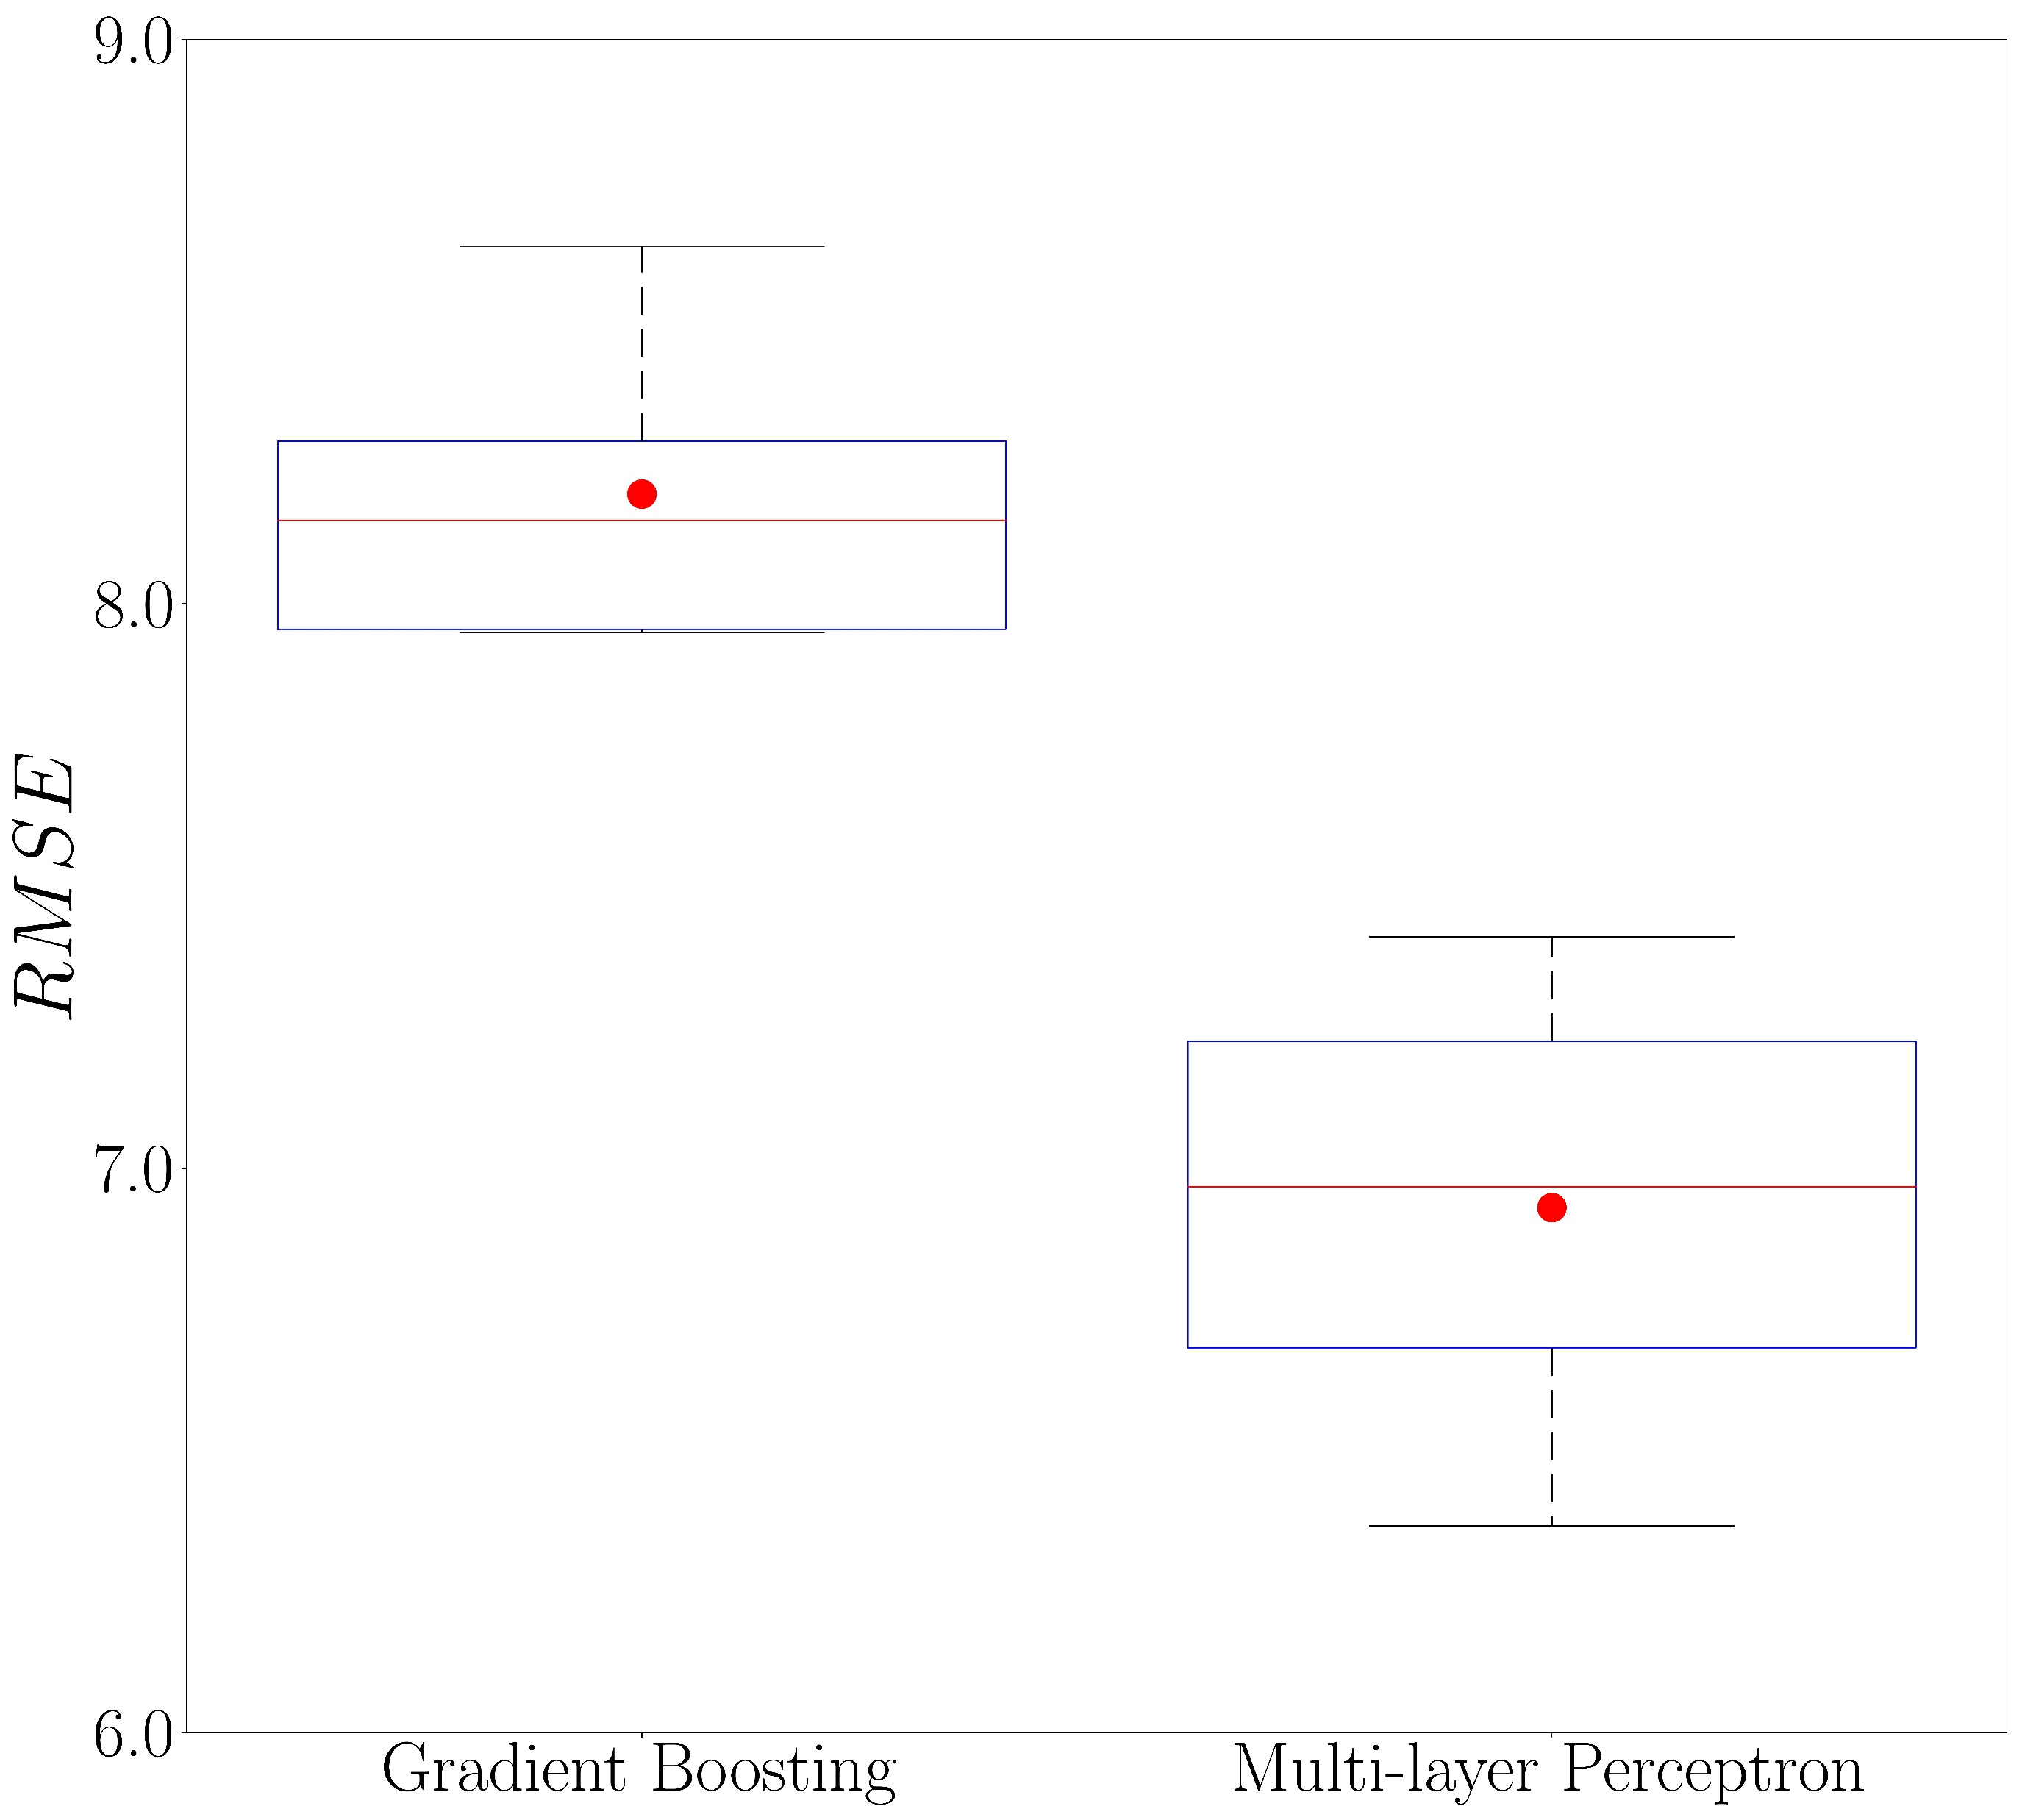 9.0
8.0
7.0
6.0
RMSE
Gradient Boosting
Multi-layer Perceptron